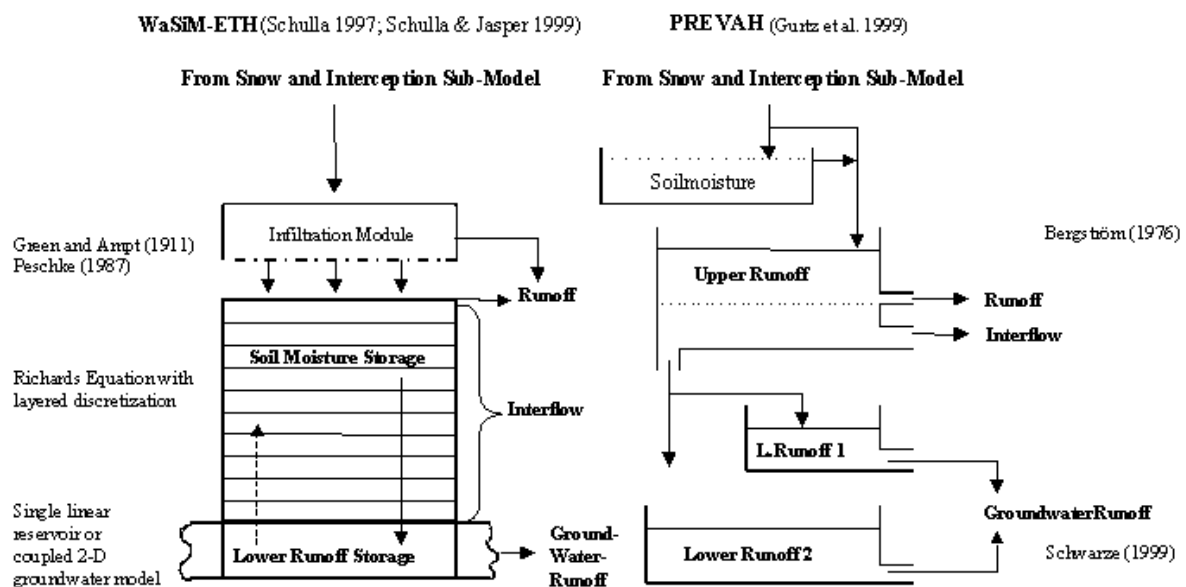 WaSiM-ETH (Schulla 1997; Schulla & Jasper 1999)
PREVAH (Gurtz et al. 1999)
From Snow and Interception Sub-Model
From Snow and Interception Sub-Model
Soilmoisture
Infiltration Module
Green and Ampt (1911)
Peschke (1987)
Bergström (1976)
Upper Runoff
Runoff
Runoff
Interflow
Soil Moisture Storage
Richards Equation with
layered discretization
Interflow
L.Runoff 1
Single linear
reservoir or
coupled 2-D
groundwater model
Lower Runoff Storage
Ground-
Water-
Runoff
Lower Runoff 2
GroundwaterRunoff
Schwarze (1999)